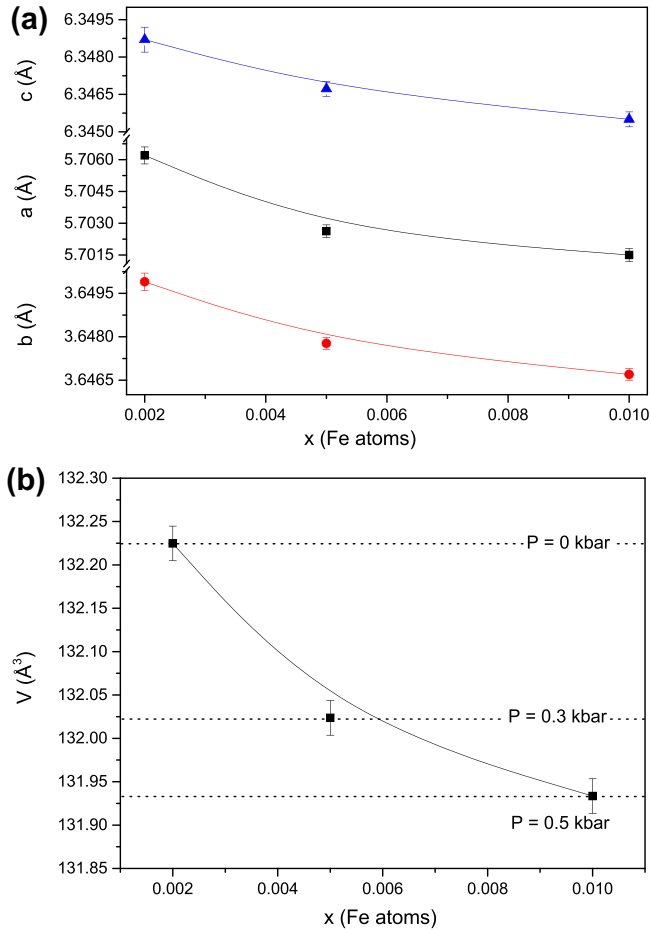 (a)
6.3495
6.3480
6.3465
6.3450
c (Å)
5.7060
5.7045
5.7030
5.7015
a (Å)
3.6495
3.6480
3.6465
b (Å)
0.002 0.004 0.006 0.008 0.010
x (Fe atoms)
(b)
132.30
132.25
132.20
132.15
132.10
132.05
132.00
131.95
131.90
131.85
V (Å³)
P = 0 kbar
P = 0.3 kbar
P = 0.5 kbar
0.002 0.004 0.006 0.008 0.010
x (Fe atoms)